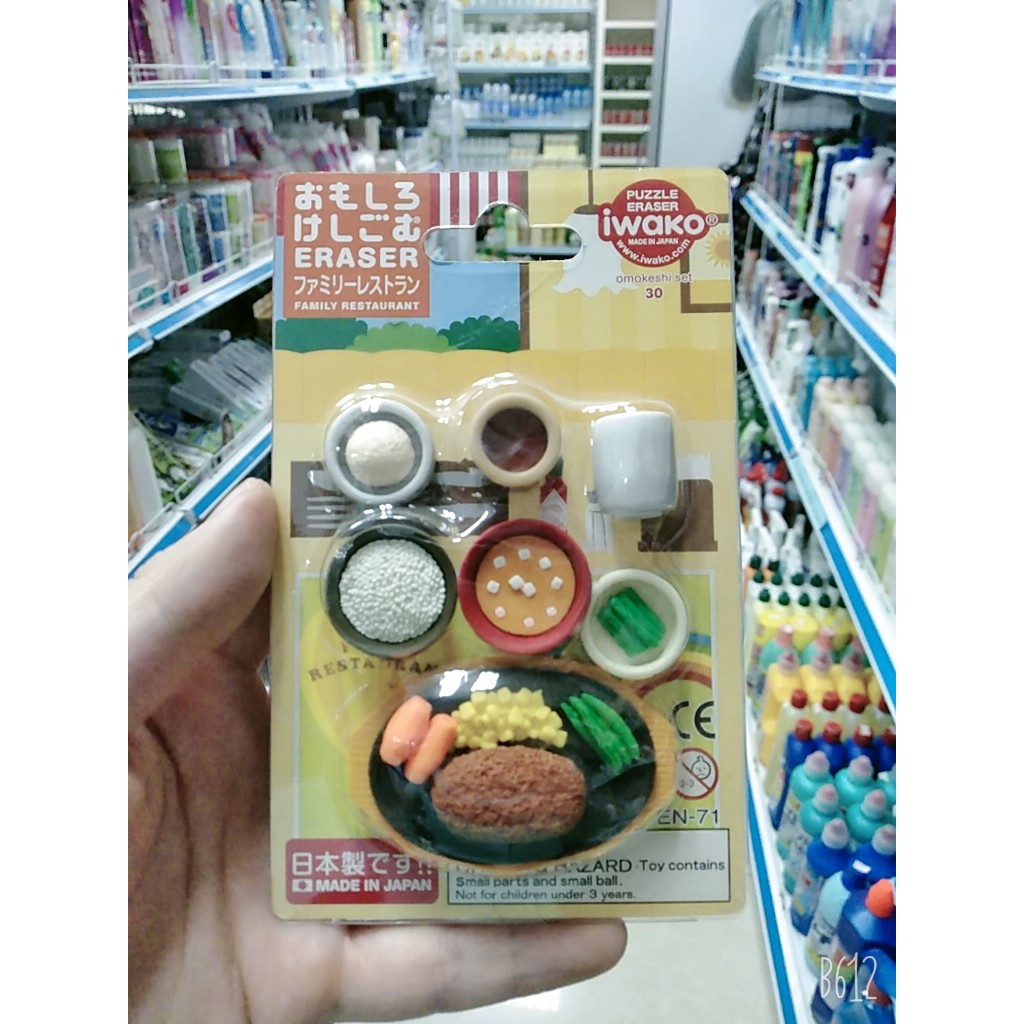 おもしろ
けしごむ
ERASER
ファミリーレストラン
FAMILY RESTAURANT
PUZZLE
ERASER
iwako®
MADE IN JAPAN
www.iwako.com
omokeshi set
30
CE
0-3
EN-71
日本製です!!
MADE IN JAPAN
HAZARD -Toy contains
Small parts and small ball.
Not for children under 3 years.
B612